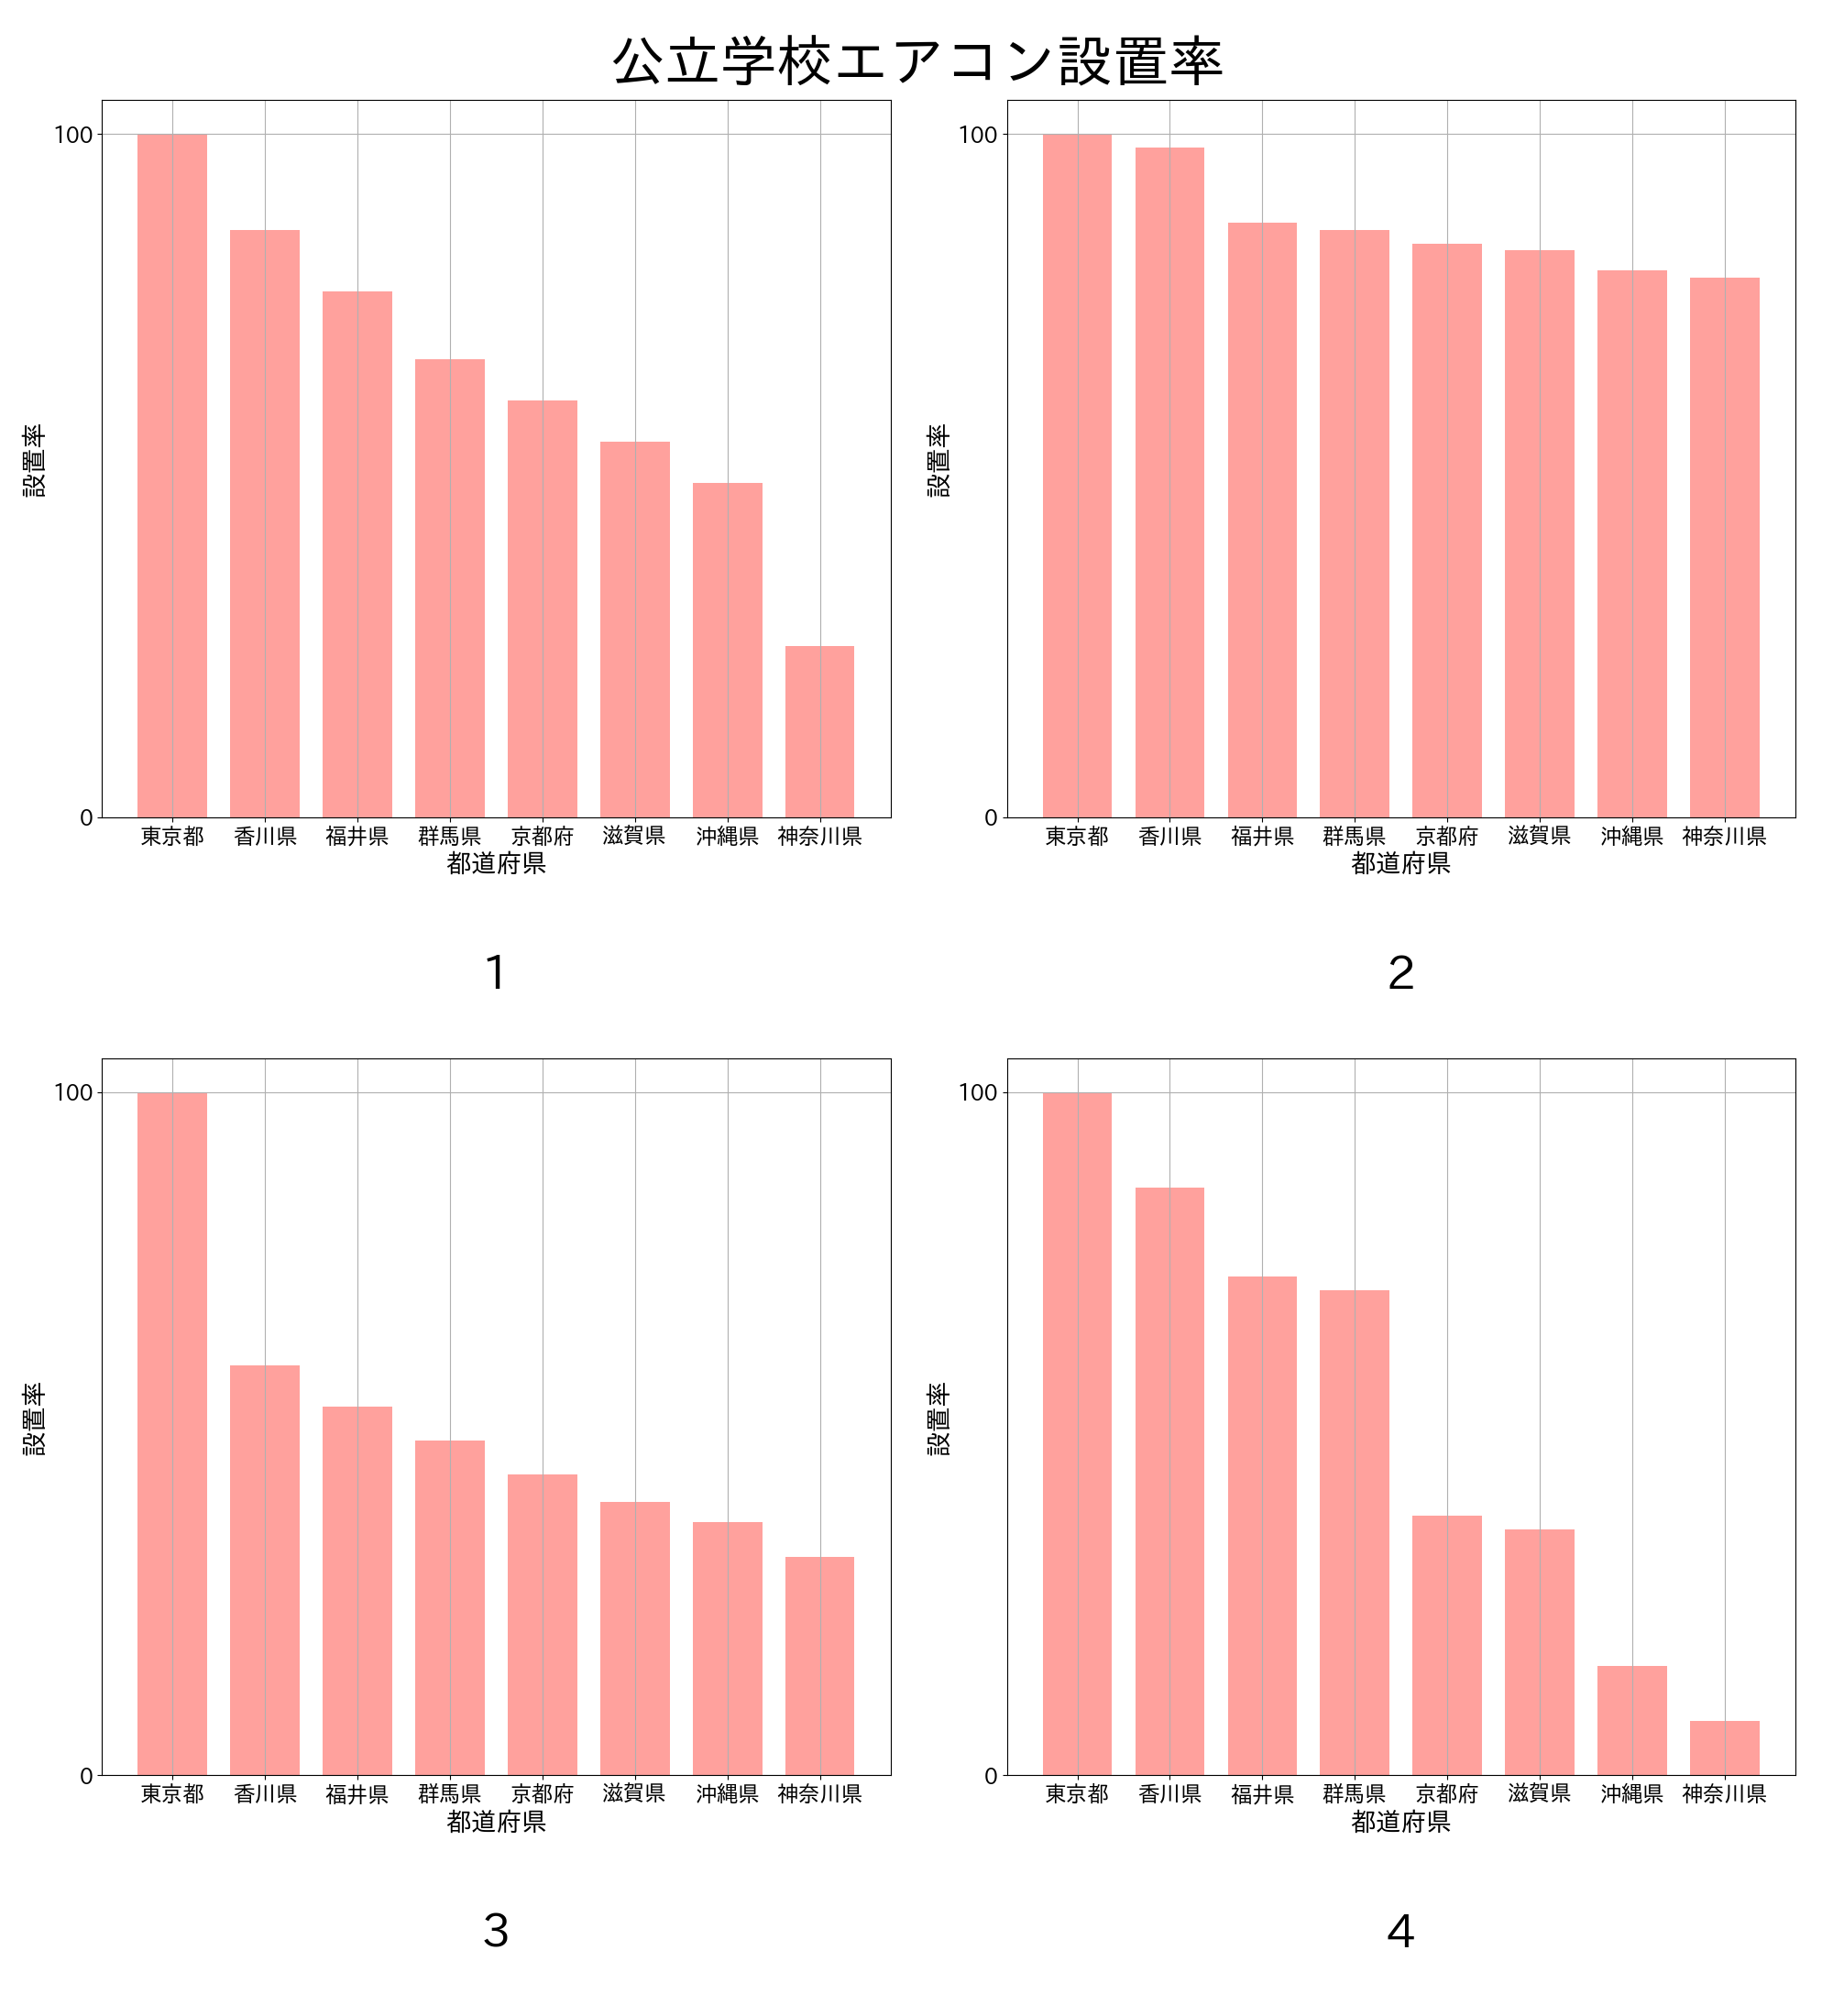 公立学校エアコン設置率
100
設置率
0
東京都 香川県 福井県 群馬県 京都府 滋賀県 沖縄県 神奈川県
都道府県
1
100
設置率
0
東京都 香川県 福井県 群馬県 京都府 滋賀県 沖縄県 神奈川県
都道府県
2
100
設置率
0
東京都 香川県 福井県 群馬県 京都府 滋賀県 沖縄県 神奈川県
都道府県
3
100
設置率
0
東京都 香川県 福井県 群馬県 京都府 滋賀県 沖縄県 神奈川県
都道府県
4